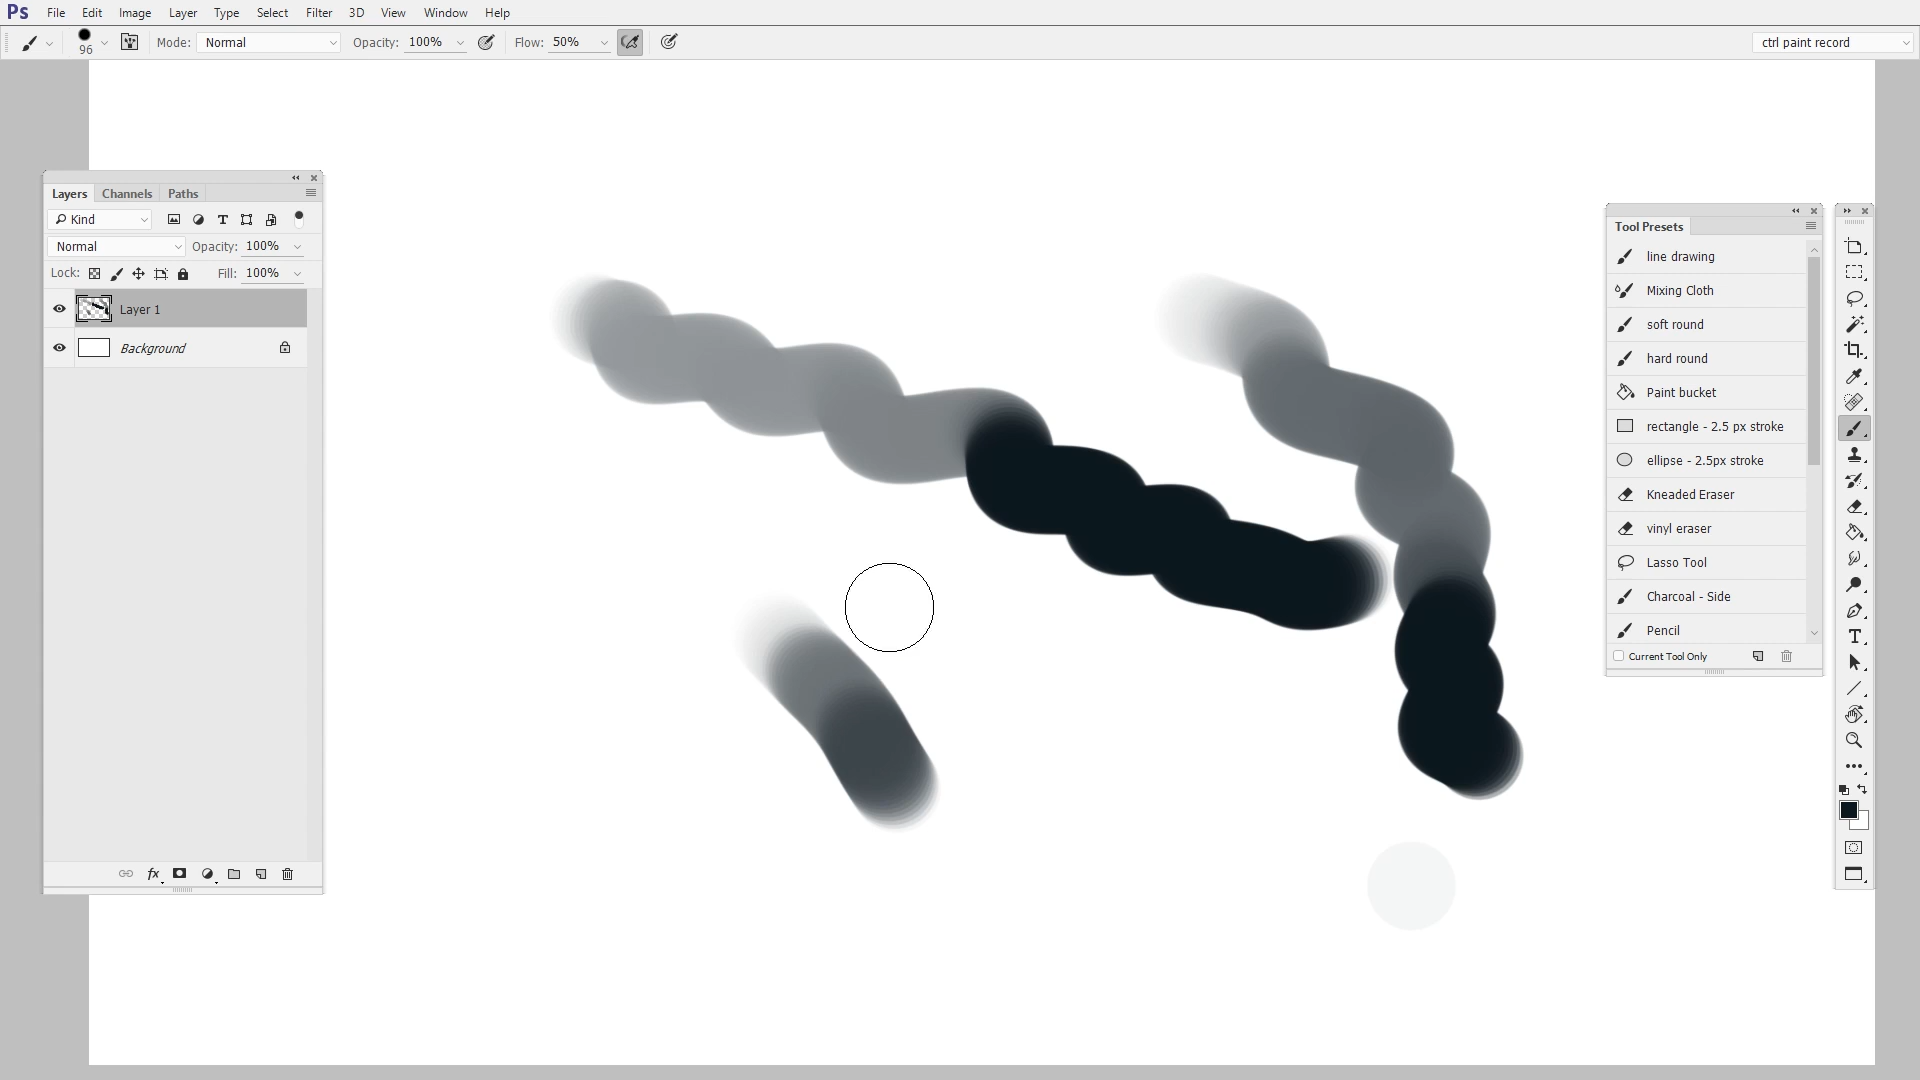 Ps File Edit Image Layer Type Select Filter 3D View Window Help
96 Mode: Normal Opacity: 100% Flow: 50% ctrl paint record
Layers Channels Paths
Kind
Normal Opacity: 100%
Lock: Fill: 100%
Layer 1
Background
fx
Tool Presets
line drawing
Mixing Cloth
soft round
hard round
Paint bucket
rectangle - 2.5 px stroke
ellipse - 2.5px stroke
Kneaded Eraser
vinyl eraser
Lasso Tool
Charcoal - Side
Pencil
Current Tool Only